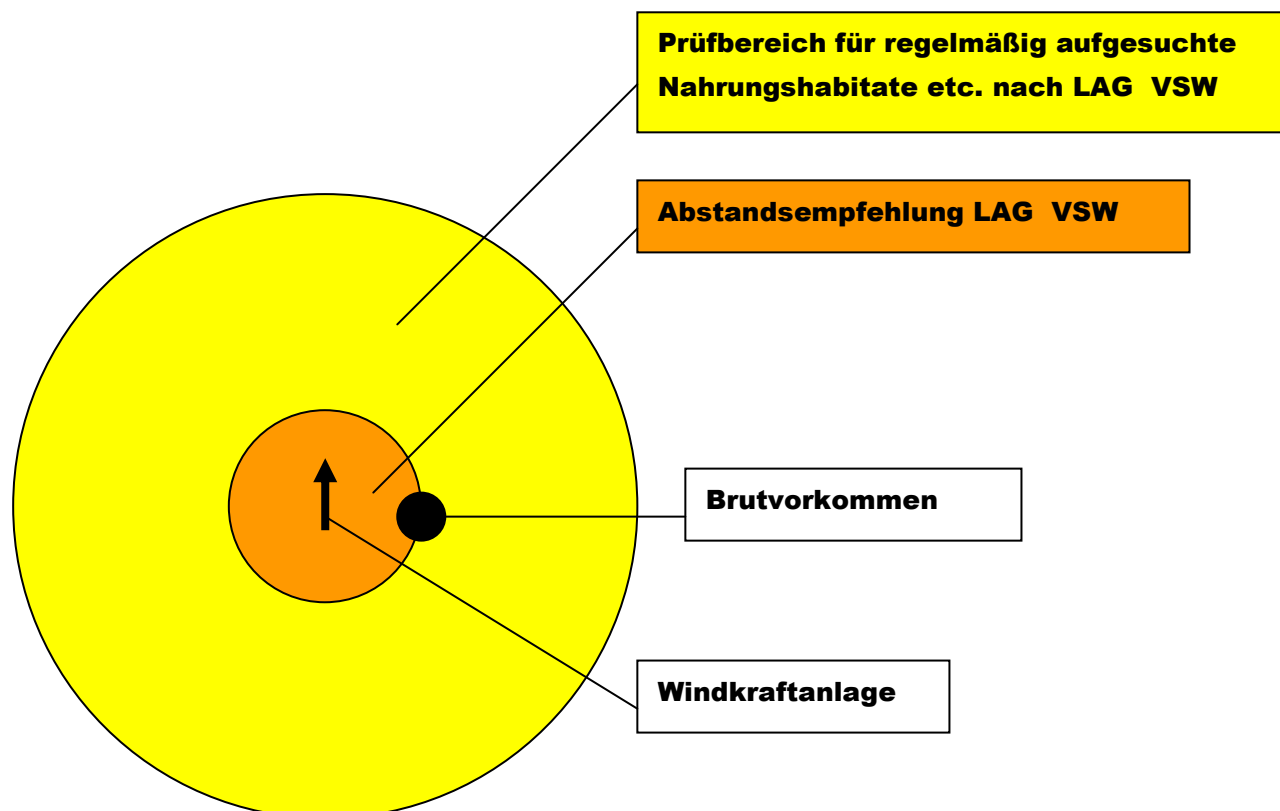 Prüfbereich für regelmäßig aufgesuchte
Nahrungshabitate etc. nach LAG VSW
Abstandsempfehlung LAG VSW
Brutvorkommen
Windkraftanlage